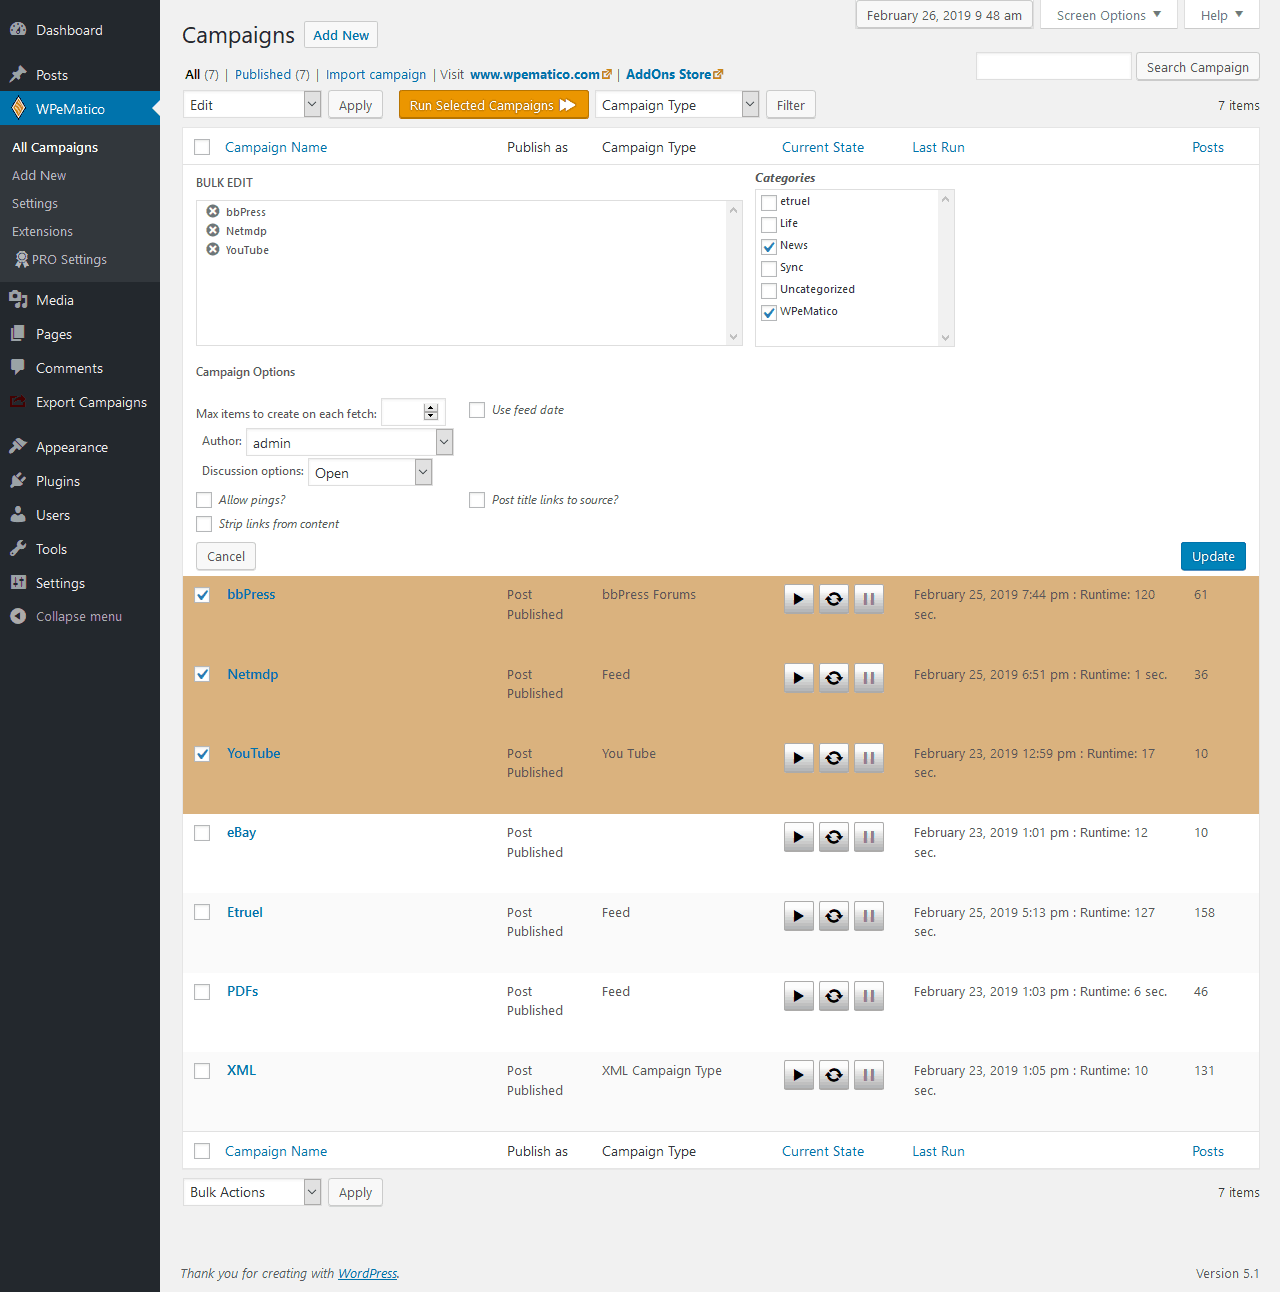 February 26, 2019 9 48 am
Screen Options
Help
Dashboard
Posts
WPeMatico
All Campaigns
Add New
Settings
Extensions
PRO Settings
Media
Pages
Comments
Export Campaigns
Appearance
Plugins
Users
Tools
Settings
Collapse menu
Campaigns Add New
All (7) | Published (7) | Import campaign | Visit www.wpematico.com | AddOns Store
Search Campaign
Edit Apply Run Selected Campaigns Campaign Type Filter 7 items
Campaign Name Publish as Campaign Type Current State Last Run Posts
BULK EDIT
bbPress
Netmdp
YouTube
Categories
etruel
Life
News
Sync
Uncategorized
WPeMatico
Campaign Options
Max items to create on each fetch: Use feed date
Author: admin
Discussion options: Open
Allow pings? Post title links to source?
Strip links from content
Cancel Update
bbPress Post bbPress Forums February 25, 2019 7:44 pm : Runtime: 120 61
Published sec.
Netmdp Post Feed February 25, 2019 6:51 pm : Runtime: 1 sec. 36
Published
YouTube Post You Tube February 23, 2019 12:59 pm : Runtime: 17 10
Published sec.
eBay Post February 23, 2019 1:01 pm : Runtime: 12 10
Published sec.
Etruel Post Feed February 25, 2019 5:13 pm : Runtime: 127 158
Published sec.
PDFs Post Feed February 23, 2019 1:03 pm : Runtime: 6 sec. 46
Published
XML Post XML Campaign Type February 23, 2019 1:05 pm : Runtime: 10 131
Published sec.
Campaign Name Publish as Campaign Type Current State Last Run Posts
Bulk Actions Apply 7 items
Thank you for creating with WordPress. Version 5.1